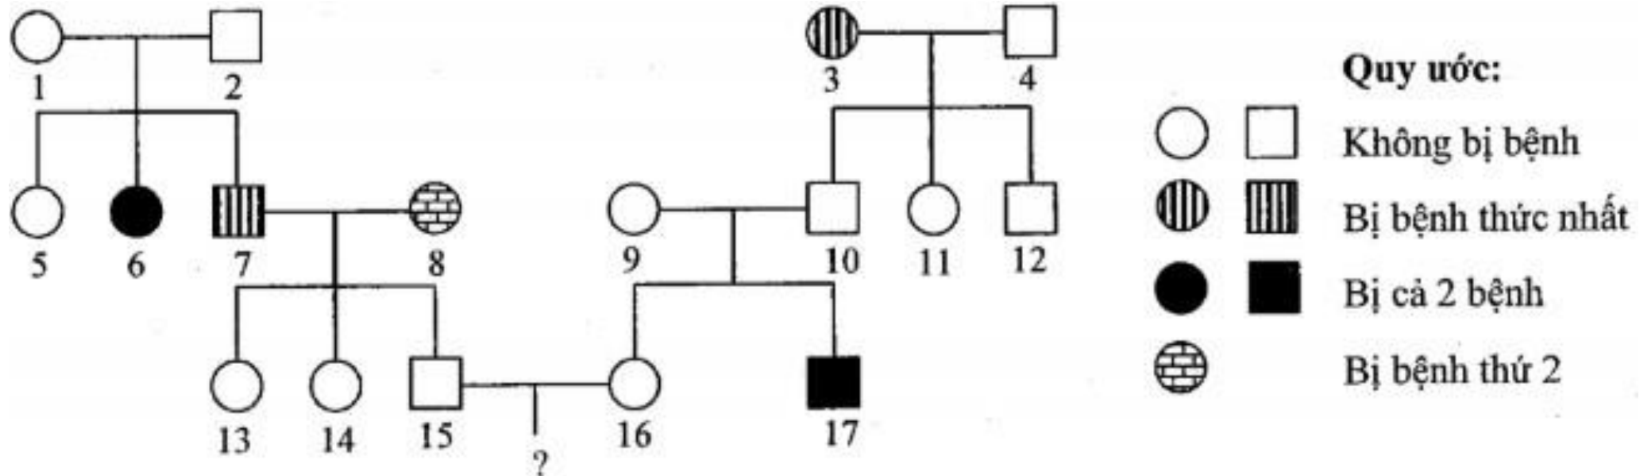 1 2 3 4
Quy ước:
Không bị bệnh
5 6 7 8 9 10 11 12
Bị bệnh thức nhất
Bị cả 2 bệnh
13 14 15 16 17
Bị bệnh thứ 2
?